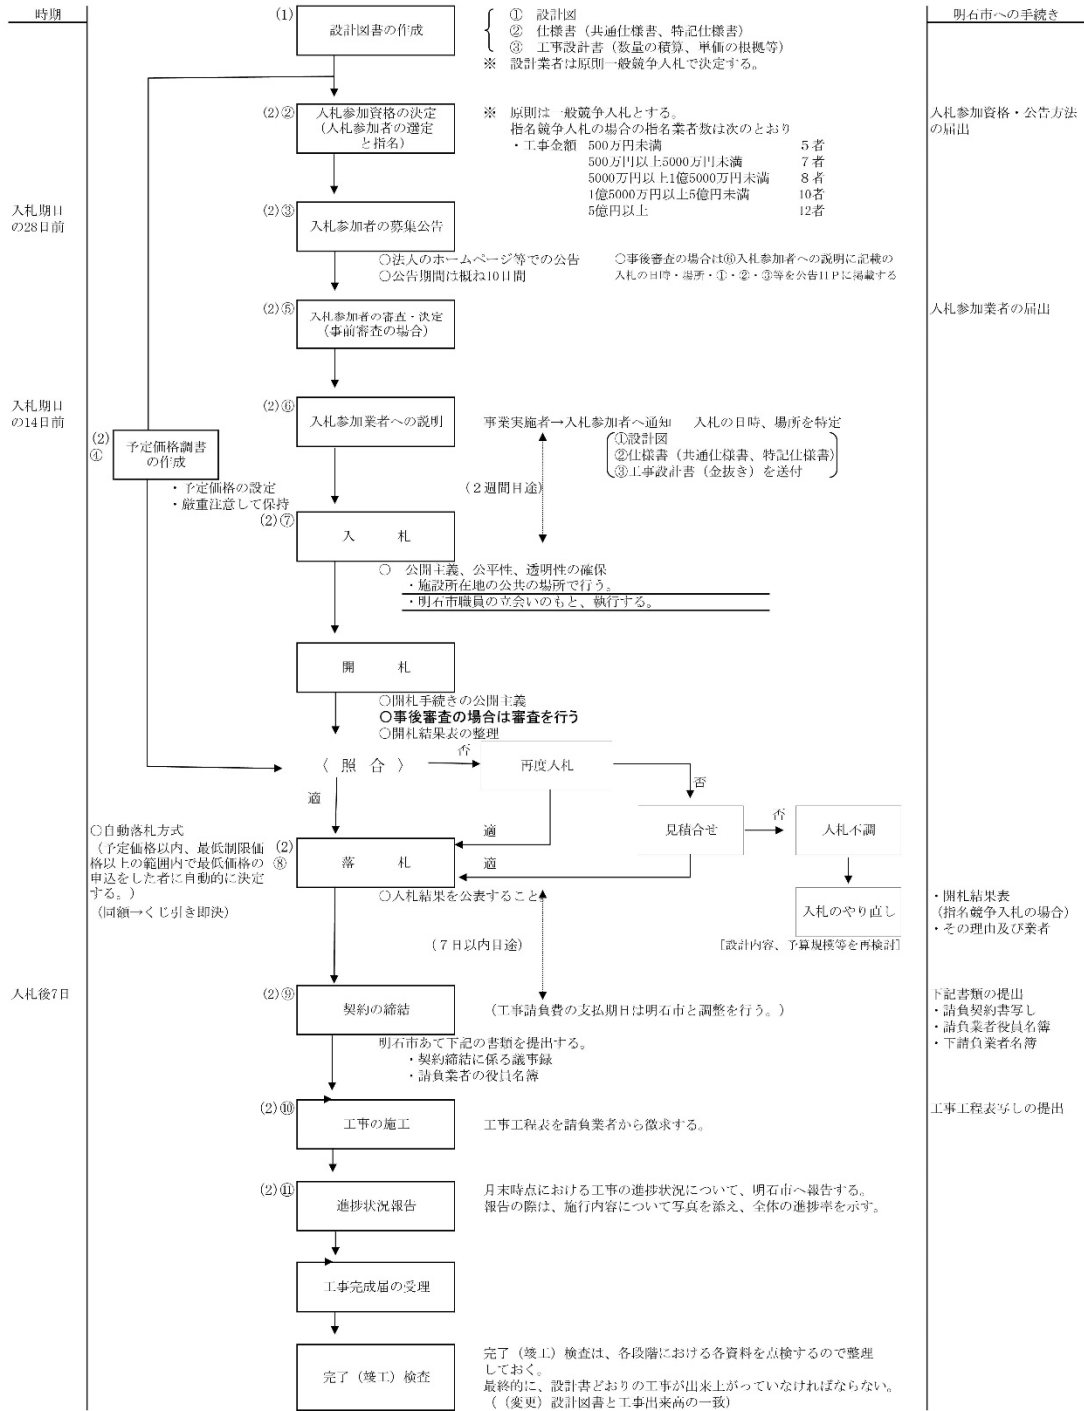 時期
明石市への手続き
(1)
設計図書の作成
① 設計図
② 仕様書（共通仕様書、特記仕様書）
③ 工事設計書（数量の積算、単価の根拠等）
※ 設計業者は原則一般競争入札で決定する。
(2)②
入札参加資格の決定
（入札参加者の選定
と指名）
※ 原則は一般競争入札とする。
指名競争入札の場合の指名業者数は次のとおり
・工事金額 500万円未満 5者
500万円以上5000万円未満 7者
5000万円以上1億5000万円未満 8者
1億5000万円以上5億円未満 10者
5億円以上 12者
入札参加資格・公告方法
の届出
入札期日
の28日前
(2)③
入札参加者の募集公告
○法人のホームページ等での公告
○公告期間は概ね10日間
○事後審査の場合は⑥入札参加者への説明に記載の
入札の日時・場所・①・②・③等を公告HPに掲載する
(2)⑤
入札参加者の審査・決定
（事前審査の場合）
入札参加業者の届出
入札期日
の14日前
(2)⑥
入札参加業者への説明
事業実施者→入札参加者へ通知 入札の日時、場所を特定
①設計図
②仕様書（共通仕様書、特記仕様書）
③工事設計書（金抜き）を送付
(2)
④
予定価格調書
の作成
・予定価格の設定
・厳重注意して保持
（2週間目途）
(2)⑦
入 札
○ 公開主義、公平性、透明性の確保
・施設所在地の公共の場所で行う。
・明石市職員の立会いのもと、執行する。
開 札
○開札手続きの公開主義
○事後審査の場合は審査を行う
○開札結果表の整理
〈 照 合 〉
否
再度入札
否
適
見積合せ
否
入札不調
○自動落札方式
（予定価格以内、最低制限価
格以上の範囲内で最低価格の
申込をした者に自動的に決定
する。）
（同額→くじ引き即決）
(2)
⑧
落 札
適
適
○入札結果を公表すること。
入札のやり直し
[設計内容、予算規模等を再検討]
・開札結果表
（指名競争入札の場合）
・その理由及び業者
（7日以内目途）
入札後7日
(2)⑨
契約の締結
（工事請負費の支払期日は明石市と調整を行う。）
明石市あて下記の書類を提出する。
・契約締結に係る議事録
・請負業者の役員名簿
下記書類の提出
・請負契約書写し
・請負業者役員名簿
・下請負業者名簿
(2)⑩
工事の施工
工事工程表を請負業者から徴求する。
工事工程表写しの提出
(2)⑪
進捗状況報告
月末時点における工事の進捗状況について、明石市へ報告する。
報告の際は、施行内容について写真を添え、全体の進捗率を示す。
工事完成届の受理
完了（竣工）検査
完了（竣工）検査は、各段階における各資料を点検するので整理
しておく。
最終的に、設計書どおりの工事が出来上がっていなければならない。
（（変更）設計図書と工事出来高の一致）